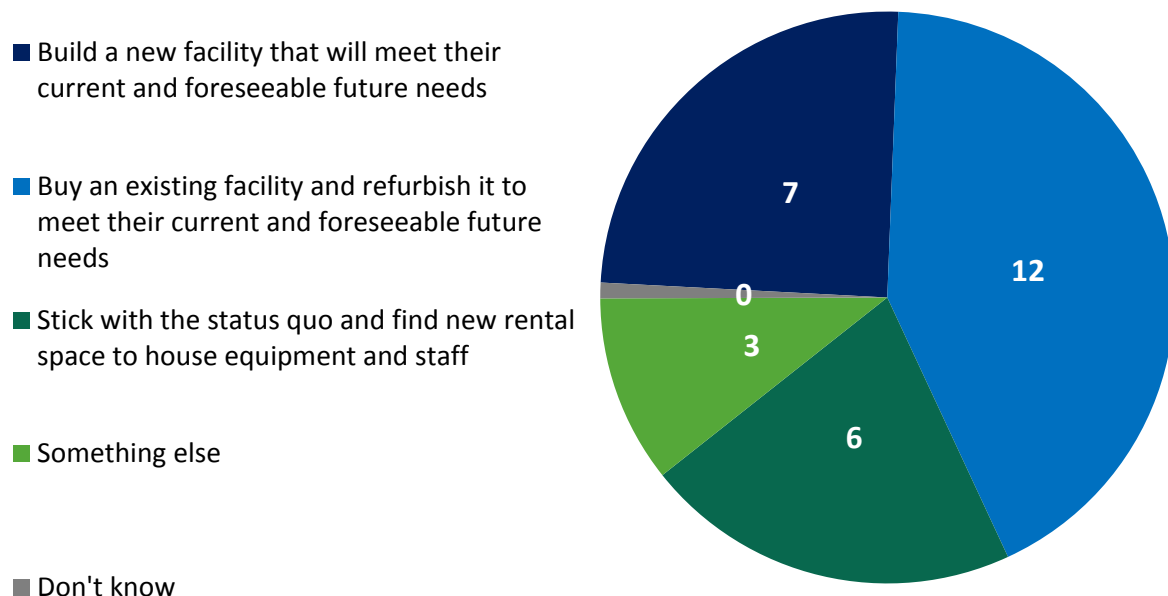 Build a new facility that will meet their
current and foreseeable future needs
Buy an existing facility and refurbish it to
meet their current and foreseeable future
needs
Stick with the status quo and find new rental
space to house equipment and staff
Something else
Don't know
7
12
0
3
6